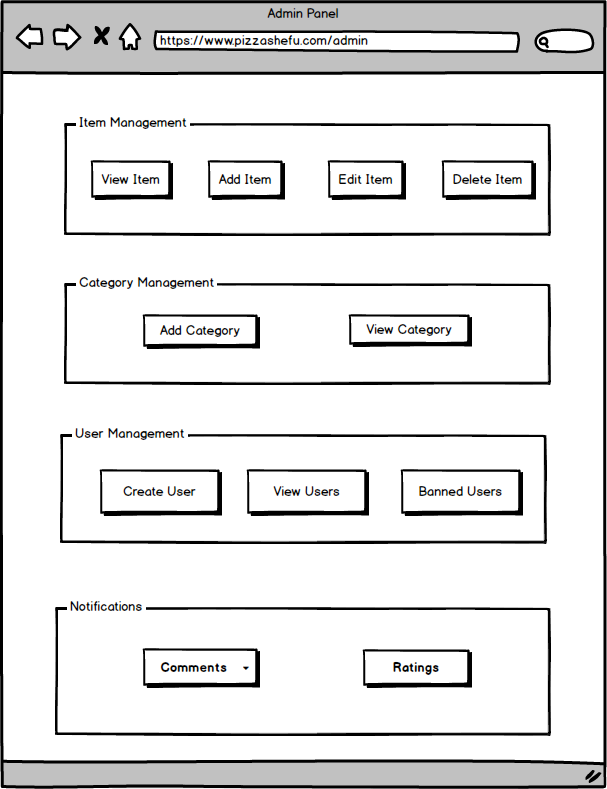 Admin Panel
https://www.pizzashefu.com/admin
Item Management
View Item Add Item Edit Item Delete Item
Category Management
Add Category View Category
User Management
Create User View Users Banned Users
Notifications
Comments Ratings